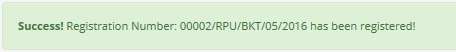 Success! Registration Number: 00002/RPU/BKT/05/2016 has been registered!